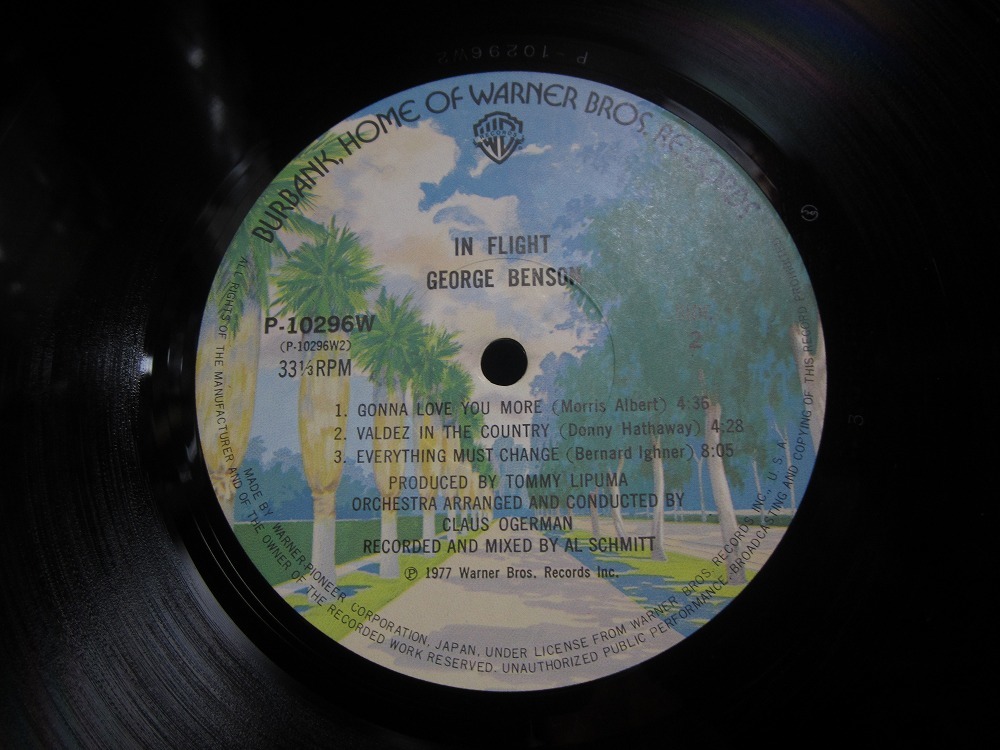 P-10296W2
BURBANK, HOME OF WARNER BROS. RECORDS
IN FLIGHT
GEORGE BENSON
P-10296W
(P-10296W2)
33⅓RPM
2
1. GONNA LOVE YOU MORE (Morris Albert) 4:36
2. VALDEZ IN THE COUNTRY (Donny Hathaway) 4:28
3. EVERYTHING MUST CHANGE (Bernard Ighner) 8:05
PRODUCED BY TOMMY LIPUMA
ORCHESTRA ARRANGED AND CONDUCTED BY
CLAUS OGERMAN
RECORDED AND MIXED BY AL SCHMITT
Ⓟ 1977 Warner Bros. Records Inc.
MADE BY WARNER-PIONEER CORPORATION, JAPAN, UNDER LICENSE FROM WARNER BROS. RECORDS INC., U.S.A.
ALL RIGHTS OF THE MANUFACTURER AND OF THE OWNER OF THE RECORDED WORK RESERVED. UNAUTHORIZED PUBLIC PERFORMANCE, BROADCASTING AND COPYING OF THIS RECORD PROHIBITED